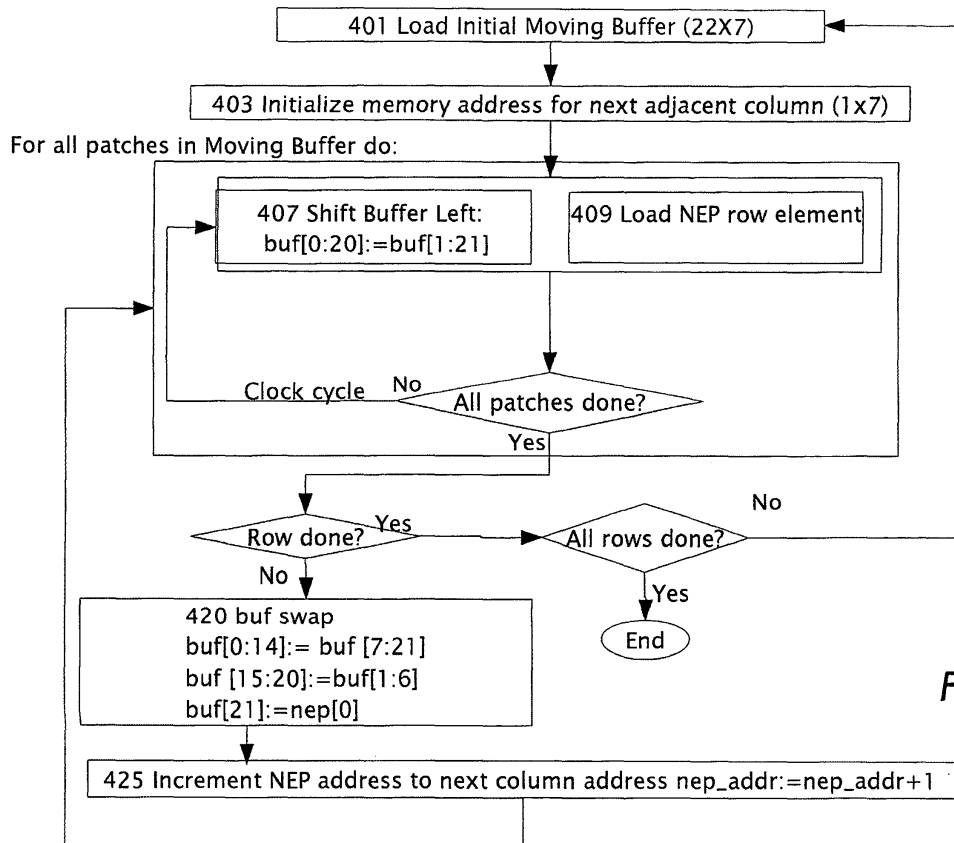 401 Load Initial Moving Buffer (22X7)
403 Initialize memory address for next adjacent column (1x7)
For all patches in Moving Buffer do:
407 Shift Buffer Left:
buf[0:20]:=buf[1:21]
409 Load NEP row element
Clock cycle
No
All patches done?
Yes
Row done?
Yes
All rows done?
No
No
Yes
End
420 buf swap
buf[0:14]:= buf [7:21]
buf [15:20]:=buf[1:6]
buf[21]:=nep[0]
F
425 Increment NEP address to next column address nep_addr:=nep_addr+1